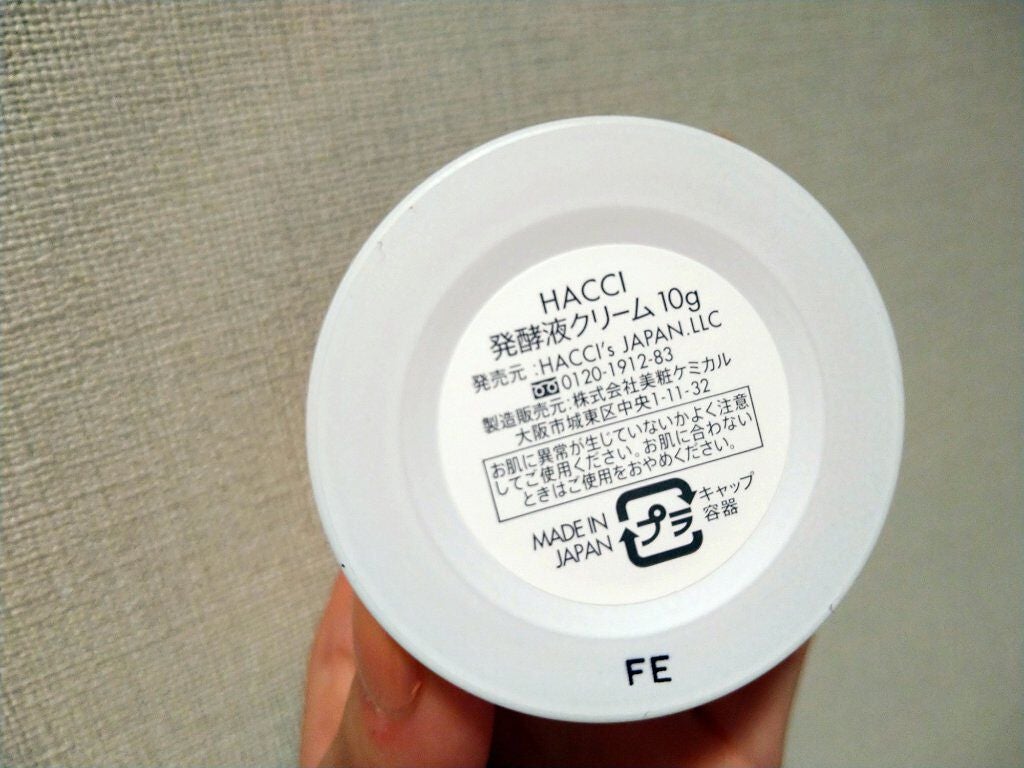 HACCI
発酵液クリーム 10g
発売元 :HACCI's JAPAN.LLC
0120-1912-83
製造販売元:株式会社美粧ケミカル
大阪市城東区中央1-11-32
お肌に異常が生じていないかよく注意
してご使用ください。お肌に合わない
ときはご使用をおやめください。
MADE IN
JAPAN
プラ
キャップ
容器
FE